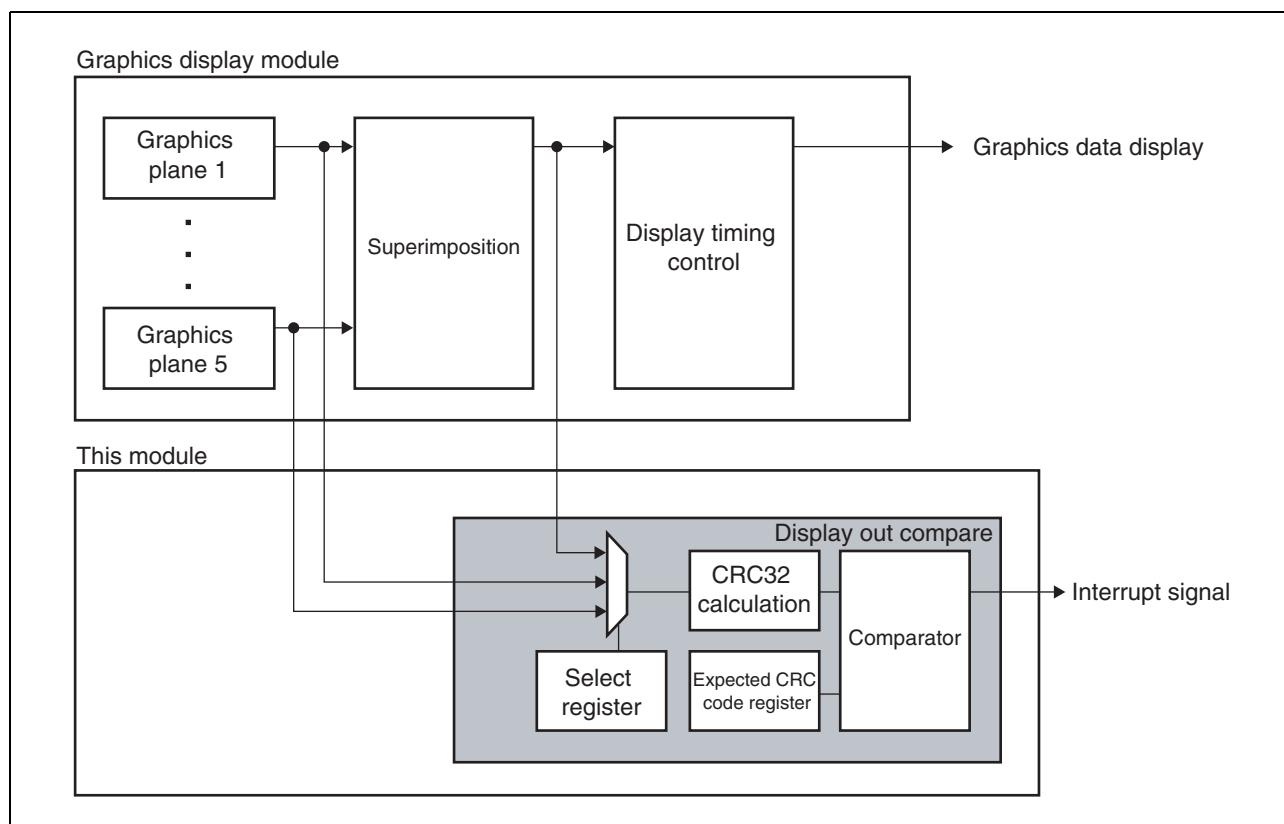 Graphics display module
Graphics
plane 1
Superimposition
Display timing
control
Graphics data display
Graphics
plane 5
This module
Display out compare
CRC32
calculation
Comparator
Interrupt signal
Select
register
Expected CRC
code register